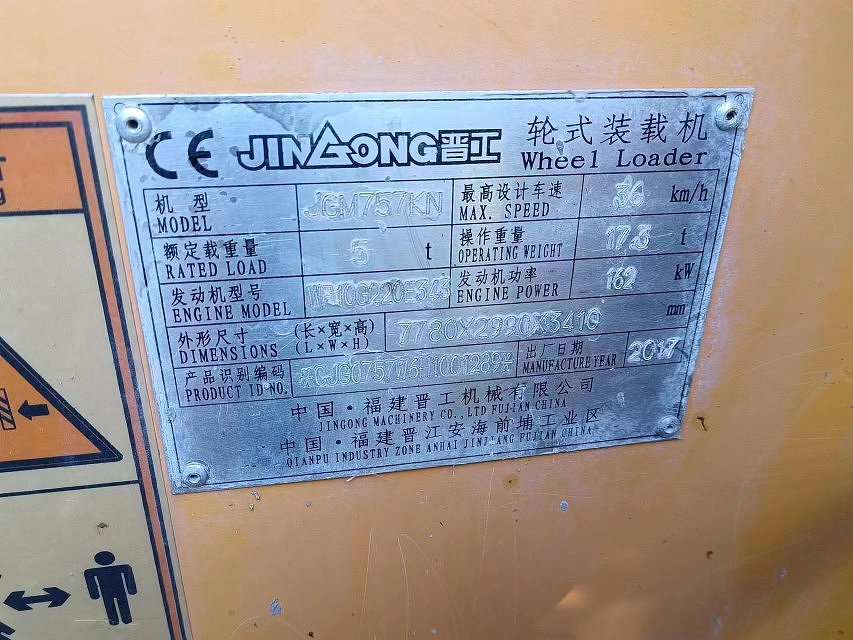 CE JINGONG晋工 轮式装载机
Wheel Loader
机型 JGM757KN 最高设计车速 36 km/h
MODEL MAX. SPEED
额定载重量 5 t 操作重量 17.3 t
RATED LOAD OPERATING WEIGHT
发动机型号 WP10G220E343 发动机功率 162 kW
ENGINE MODEL ENGINE POWER
外形尺寸 (长×宽×高) 7780X2990X3410 mm
DIMENSIONS (L×W×H)
产品识别编码 出厂日期 2017
PRODUCT ID NO. MANUFACTURE YEAR
中国·福建晋工机械有限公司
JINGONG MACHINERY CO., LTD FUJIAN CHINA
中国·福建晋江安海前埔工业区
QIANPU INDUSTRY ZONE ANHAI JINJIANG FUJIAN CHINA